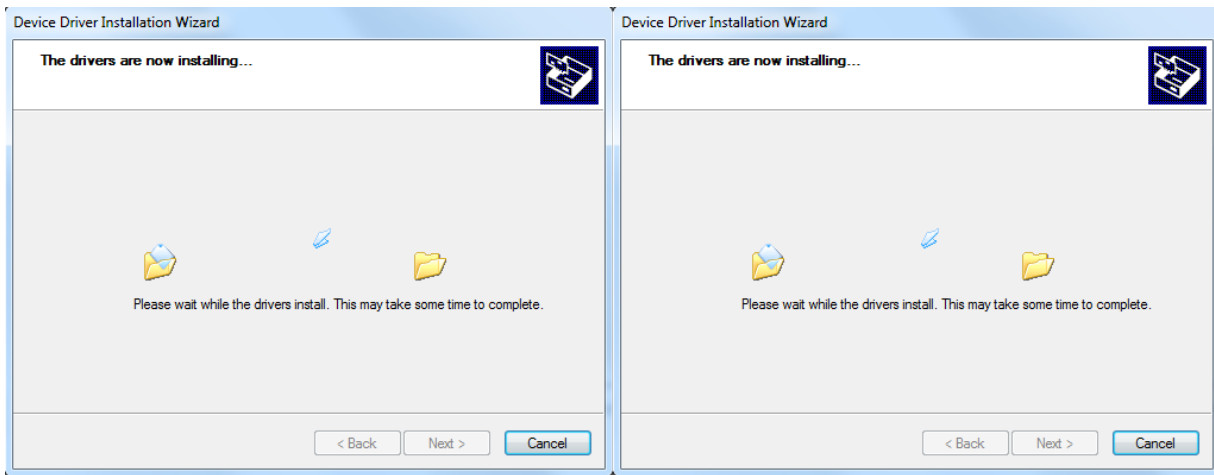 Device Driver Installation Wizard
The drivers are now installing...
Please wait while the drivers install. This may take some time to complete.
< Back Next > Cancel
Device Driver Installation Wizard
The drivers are now installing...
Please wait while the drivers install. This may take some time to complete.
< Back Next > Cancel